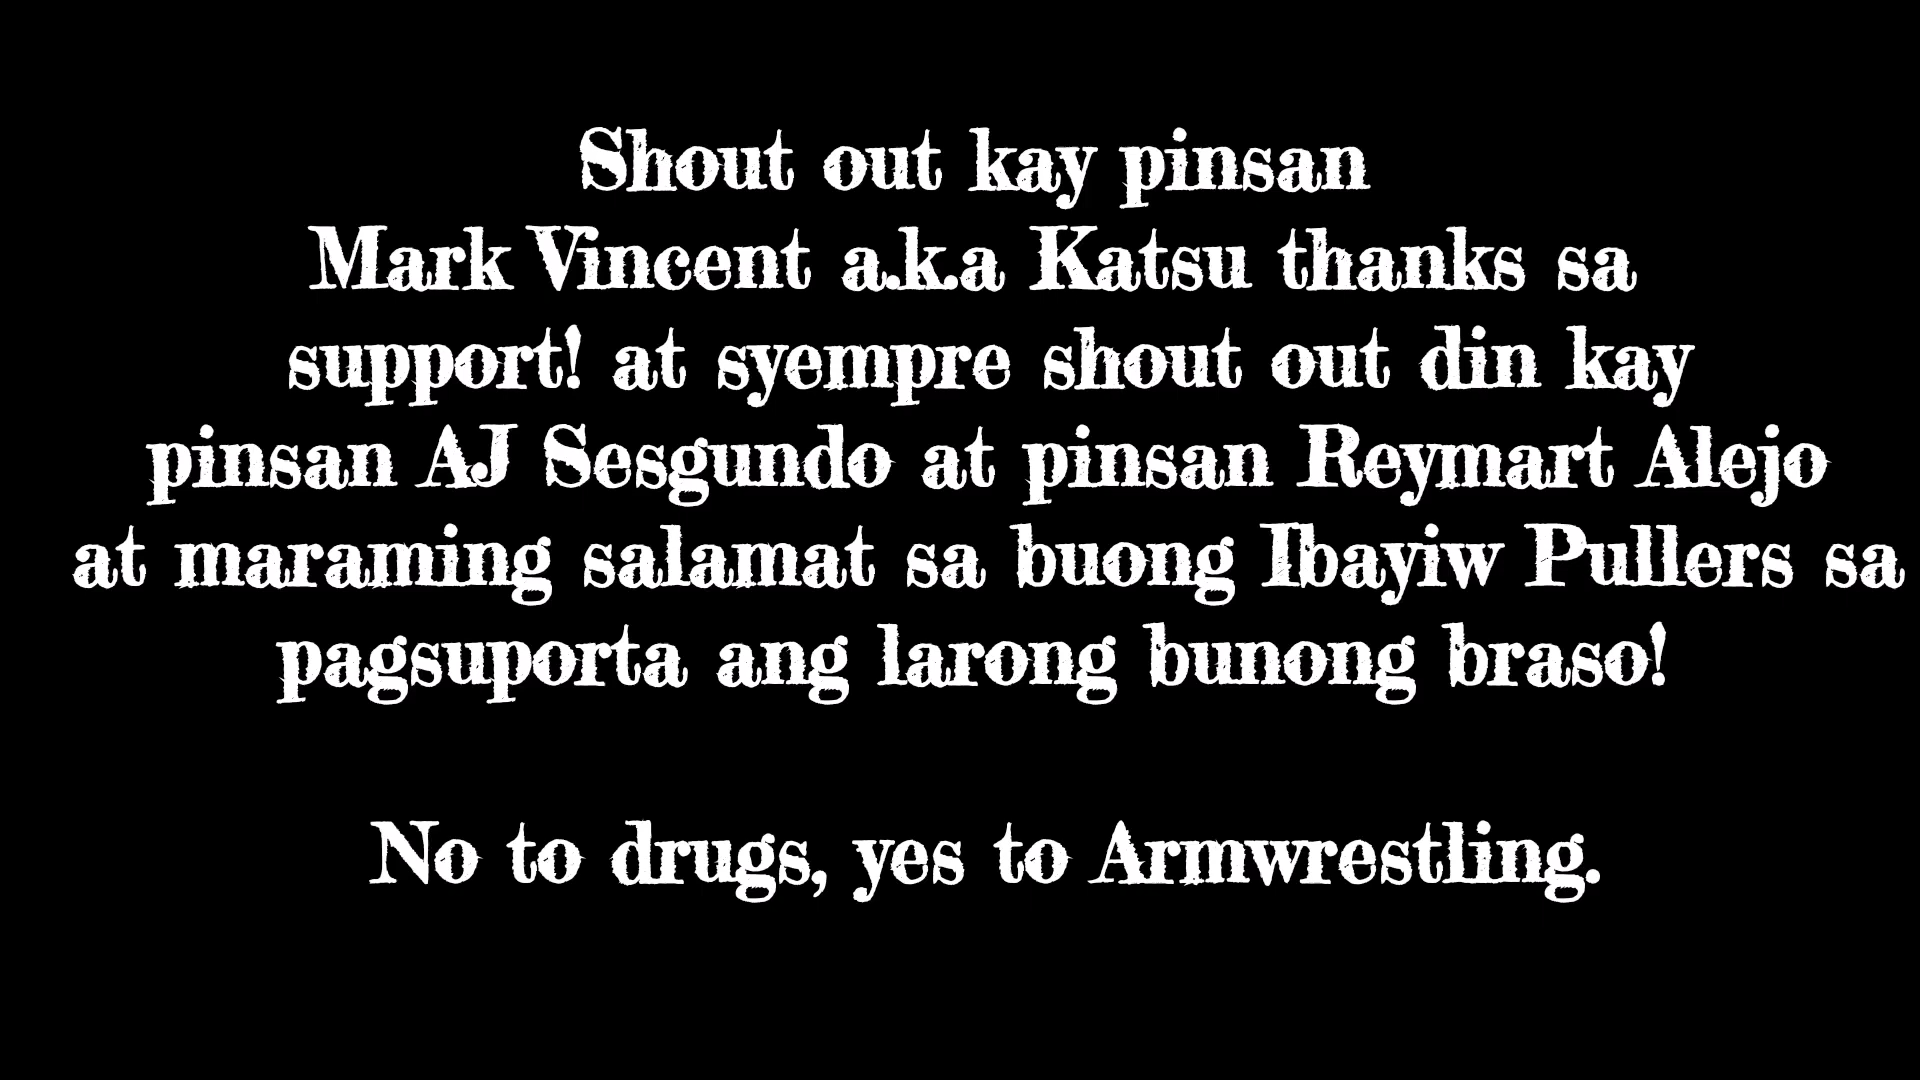 Shout out kay pinsan
Mark Vincent a.k.a Katsu thanks sa
support! at syempre shout out din kay
pinsan AJ Sesgundo at pinsan Reymart Alejo
at maraming salamat sa buong Ibayiw Pullers sa
pagsuporta ang larong bunong braso!
No to drugs, yes to Armwrestling.